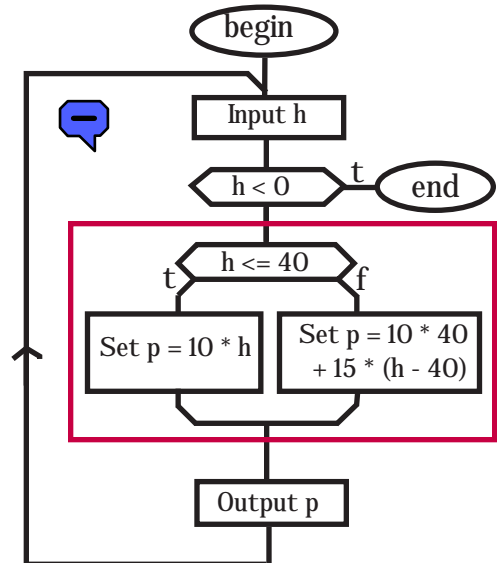 begin
Input h
h < 0
t
end
h <= 40
t
f
Set p = 10 * h
Set p = 10 * 40
+ 15 * (h - 40)
Output p